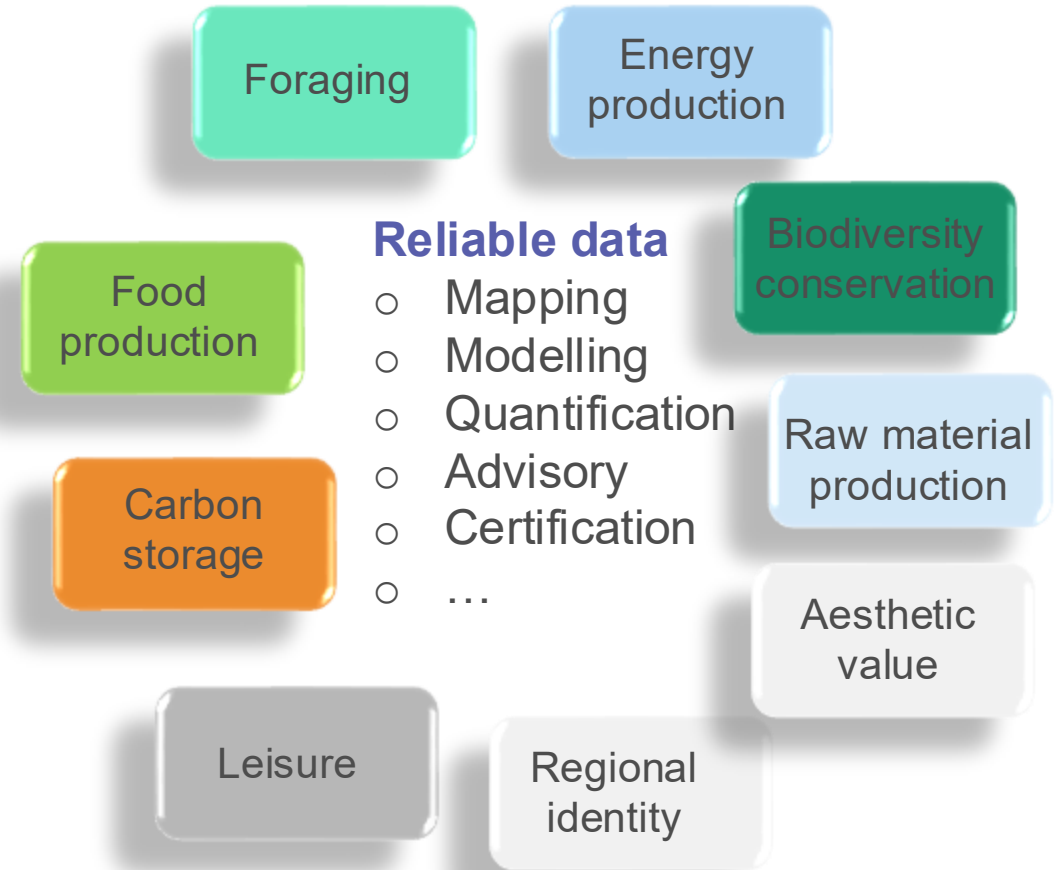 Foraging
Energy
production
Reliable data
○ Mapping
○ Modelling
○ Quantification
○ Advisory
○ Certification
○ …
Biodiversity
conservation
Food
production
Raw material
production
Carbon
storage
Aesthetic
value
Leisure
Regional
identity